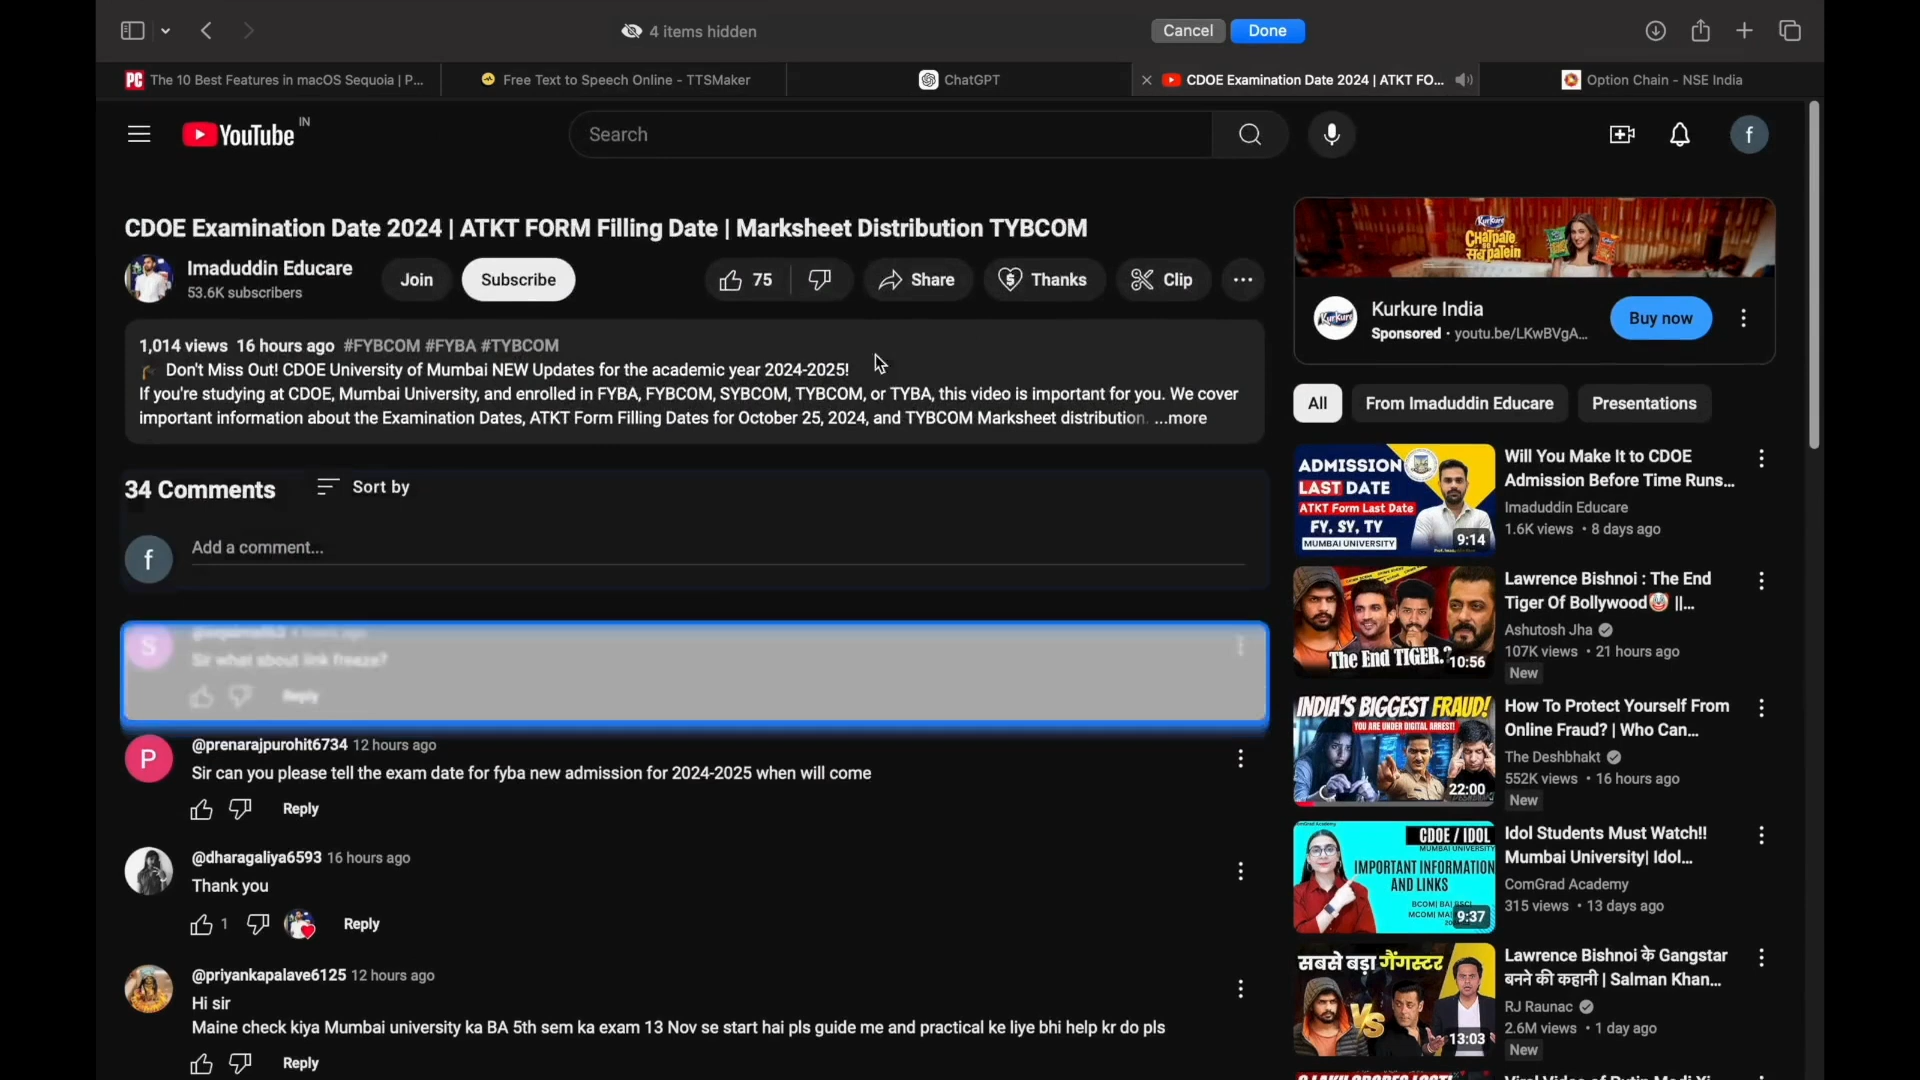 4 items hidden
Cancel
Done
The 10 Best Features in macOS Sequoia | P...
Free Text to Speech Online - TTSMaker
ChatGPT
CDOE Examination Date 2024 | ATKT FO...
Option Chain - NSE India
YouTube IN
Search
f
CDOE Examination Date 2024 | ATKT FORM Filling Date | Marksheet Distribution TYBCOM
Imaduddin Educare
53.6K subscribers
Join
Subscribe
75
Share
Thanks
Clip
1,014 views 16 hours ago #FYBCOM #FYBA #TYBCOM
Don't Miss Out! CDOE University of Mumbai NEW Updates for the academic year 2024-2025!
If you're studying at CDOE, Mumbai University, and enrolled in FYBA, FYBCOM, SYBCOM, TYBCOM, or TYBA, this video is important for you. We cover
important information about the Examination Dates, ATKT Form Filling Dates for October 25, 2024, and TYBCOM Marksheet distribution. ...more
34 Comments
Sort by
f
Add a comment...
S
Sir what about link freeze?
Reply
P
@prenarajpurohit6734 12 hours ago
Sir can you please tell the exam date for fyba new admission for 2024-2025 when will come
Reply
@dharagaliya6593 16 hours ago
Thank you
1
Reply
@priyankapalave6125 12 hours ago
Hi sir
Maine check kiya Mumbai university ka BA 5th sem ka exam 13 Nov se start hai pls guide me and practical ke liye bhi help kr do pls
Reply
Kurkure
Kurkure India
Sponsored · youtu.be/LKwBVgA...
Buy now
All
From Imaduddin Educare
Presentations
ADMISSION
LAST DATE
ATKT Form Last Date
FY, SY, TY
MUMBAI UNIVERSITY
9:14
Will You Make It to CDOE
Admission Before Time Runs...
Imaduddin Educare
1.6K views • 8 days ago
The End TIGER.?
10:56
Lawrence Bishnoi : The End
Tiger Of Bollywood🤡 ||...
Ashutosh Jha
107K views • 21 hours ago
New
INDIA'S BIGGEST FRAUD!
YOU ARE UNDER DIGITAL ARREST!
22:00
How To Protect Yourself From
Online Fraud? | Who Can...
The Deshbhakt
552K views • 16 hours ago
New
CDOE / IDOL
MUMBAI UNIVERSITY
IMPORTANT INFORMATION
AND LINKS
9:37
Idol Students Must Watch!!
Mumbai University| Idol...
ComGrad Academy
315 views • 13 days ago
सबसे बड़ा गैंगस्टर
VS
13:03
Lawrence Bishnoi के Gangster
बनने की कहानी | Salman Khan...
RJ Raunac
2.6M views • 1 day ago
New